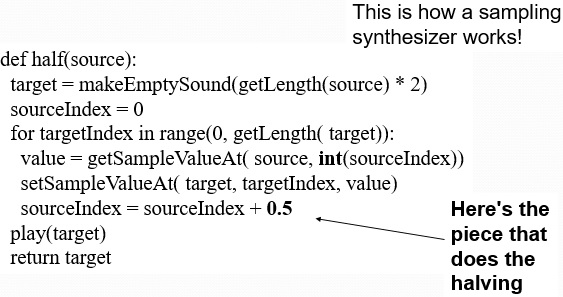 This is how a sampling
synthesizer works!
def half(source):
target = makeEmptySound(getLength(source) * 2)
sourceIndex = 0
for targetIndex in range(0, getLength( target)):
value = getSampleValueAt( source, int(sourceIndex))
setSampleValueAt( target, targetIndex, value)
sourceIndex = sourceIndex + 0.5
play(target)
return target
Here's the
piece that
does the
halving